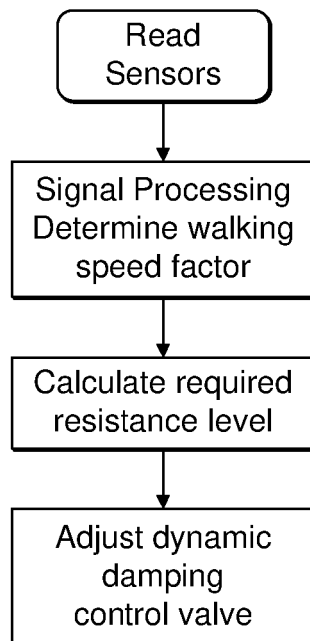 Read
Sensors
Signal Processing
Determine walking
speed factor
Calculate required
resistance level
Adjust dynamic
damping
control valve